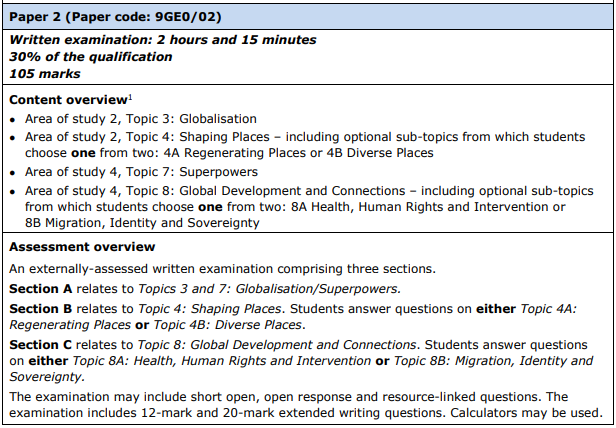 Paper 2 (Paper code: 9GE0/02)
Written examination: 2 hours and 15 minutes
30% of the qualification
105 marks
Content overview¹
• Area of study 2, Topic 3: Globalisation
• Area of study 2, Topic 4: Shaping Places – including optional sub-topics from which students
choose one from two: 4A Regenerating Places or 4B Diverse Places
• Area of study 4, Topic 7: Superpowers
• Area of study 4, Topic 8: Global Development and Connections – including optional sub-topics
from which students choose one from two: 8A Health, Human Rights and Intervention or
8B Migration, Identity and Sovereignty
Assessment overview
An externally-assessed written examination comprising three sections.
Section A relates to Topics 3 and 7: Globalisation/Superpowers.
Section B relates to Topic 4: Shaping Places. Students answer questions on either Topic 4A:
Regenerating Places or Topic 4B: Diverse Places.
Section C relates to Topic 8: Global Development and Connections. Students answer questions
on either Topic 8A: Health, Human Rights and Intervention or Topic 8B: Migration, Identity and
Sovereignty.
The examination may include short open, open response and resource-linked questions. The
examination includes 12-mark and 20-mark extended writing questions. Calculators may be used.